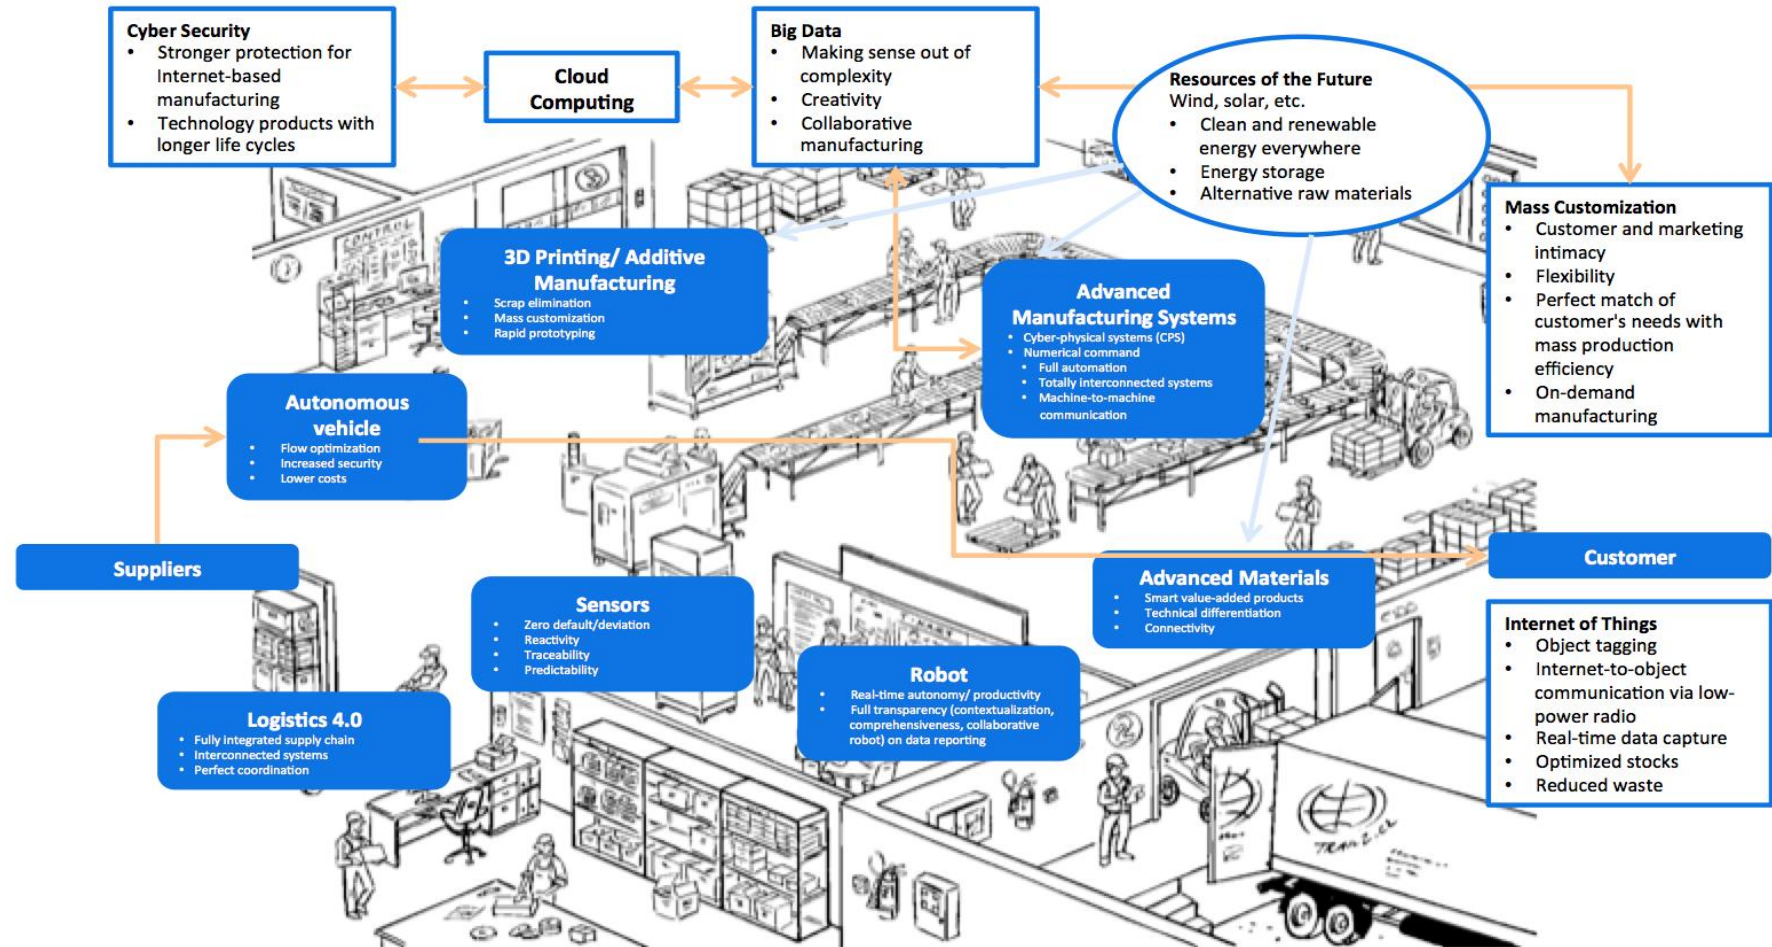 Cyber Security
• Stronger protection for
Internet-based
manufacturing
• Technology products with
longer life cycles
Cloud
Computing
Big Data
• Making sense out of
complexity
• Creativity
• Collaborative
manufacturing
Resources of the Future
Wind, solar, etc.
• Clean and renewable
energy everywhere
• Energy storage
• Alternative raw materials
Mass Customization
• Customer and marketing
intimacy
• Flexibility
• Perfect match of
customer's needs with
mass production
efficiency
• On-demand
manufacturing
CONTROL
3D Printing/ Additive
Manufacturing
• Scrap elimination
• Mass customization
• Rapid prototyping
Advanced
Manufacturing Systems
• Cyber-physical systems (CPS)
• Numerical command
• Full automation
• Totally interconnected systems
• Machine-to-machine
communication
Autonomous
vehicle
• Flow optimization
• Increased security
• Lower costs
Suppliers
Customer
Advanced Materials
• Smart value-added products
• Technical differentiation
• Connectivity
Sensors
• Zero default/deviation
• Reactivity
• Traceability
• Predictability
Robot
• Real-time autonomy/ productivity
• Full transparency (contextualization,
comprehensiveness, collaborative
robot) on data reporting
Logistics 4.0
• Fully integrated supply chain
• Interconnected systems
• Perfect coordination
Internet of Things
• Object tagging
• Internet-to-object
communication via low-
power radio
• Real-time data capture
• Optimized stocks
• Reduced waste